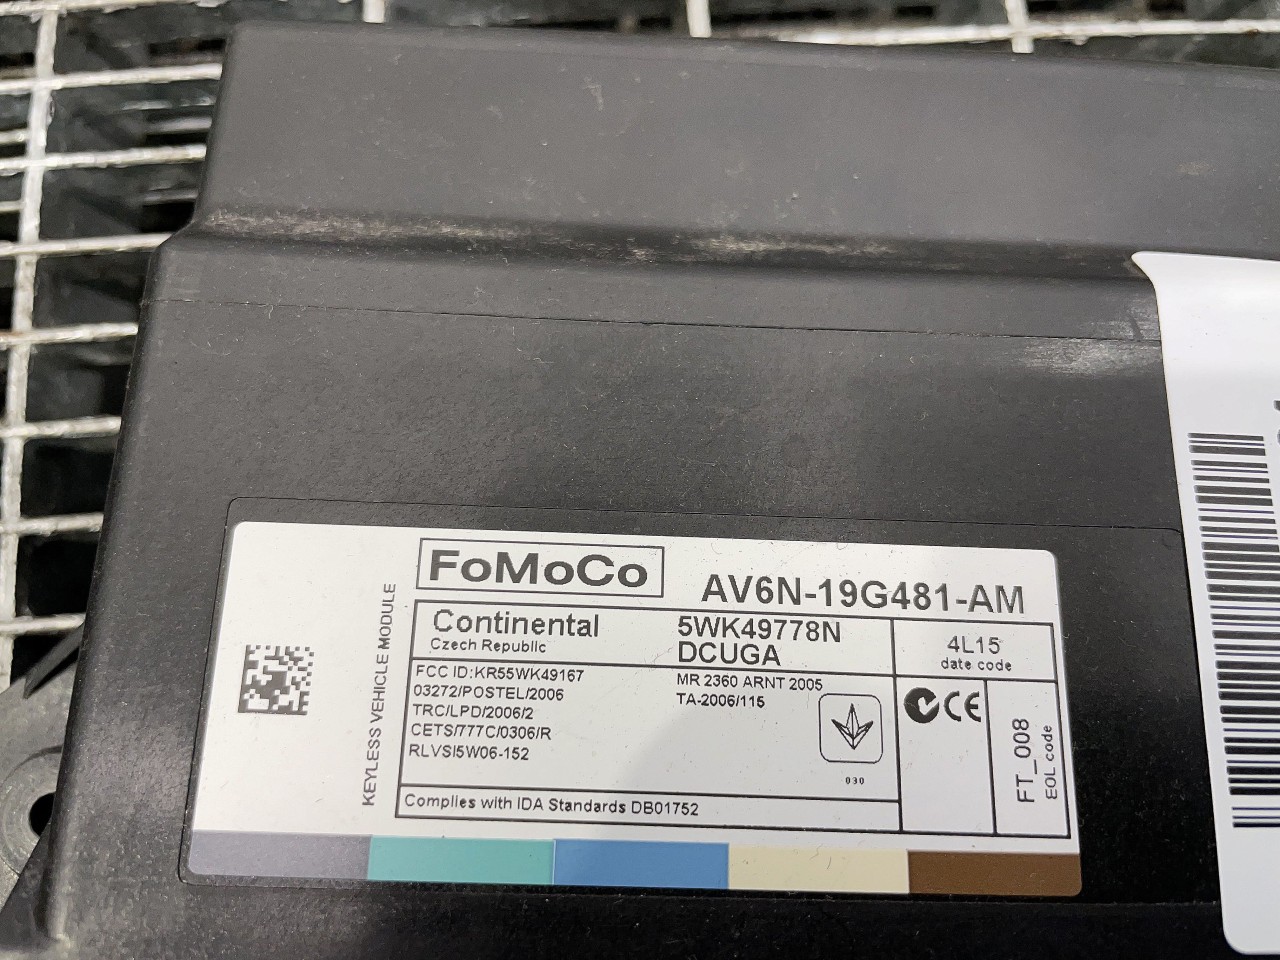 FoMoCo
AV6N-19G481-AM
KEYLESS VEHICLE MODULE
Continental
Czech Republic
5WK49778N
DCUGA
4L15
date code
FCC ID:KR55WK49167
03272/POSTEL/2006
TRC/LPD/2006/2
CETS/777C/0306/R
RLVSI5W06-152
MR 2360 ARNT 2005
TA-2006/115
030
CE
FT_008
EOL code
Complies with IDA Standards DB01752